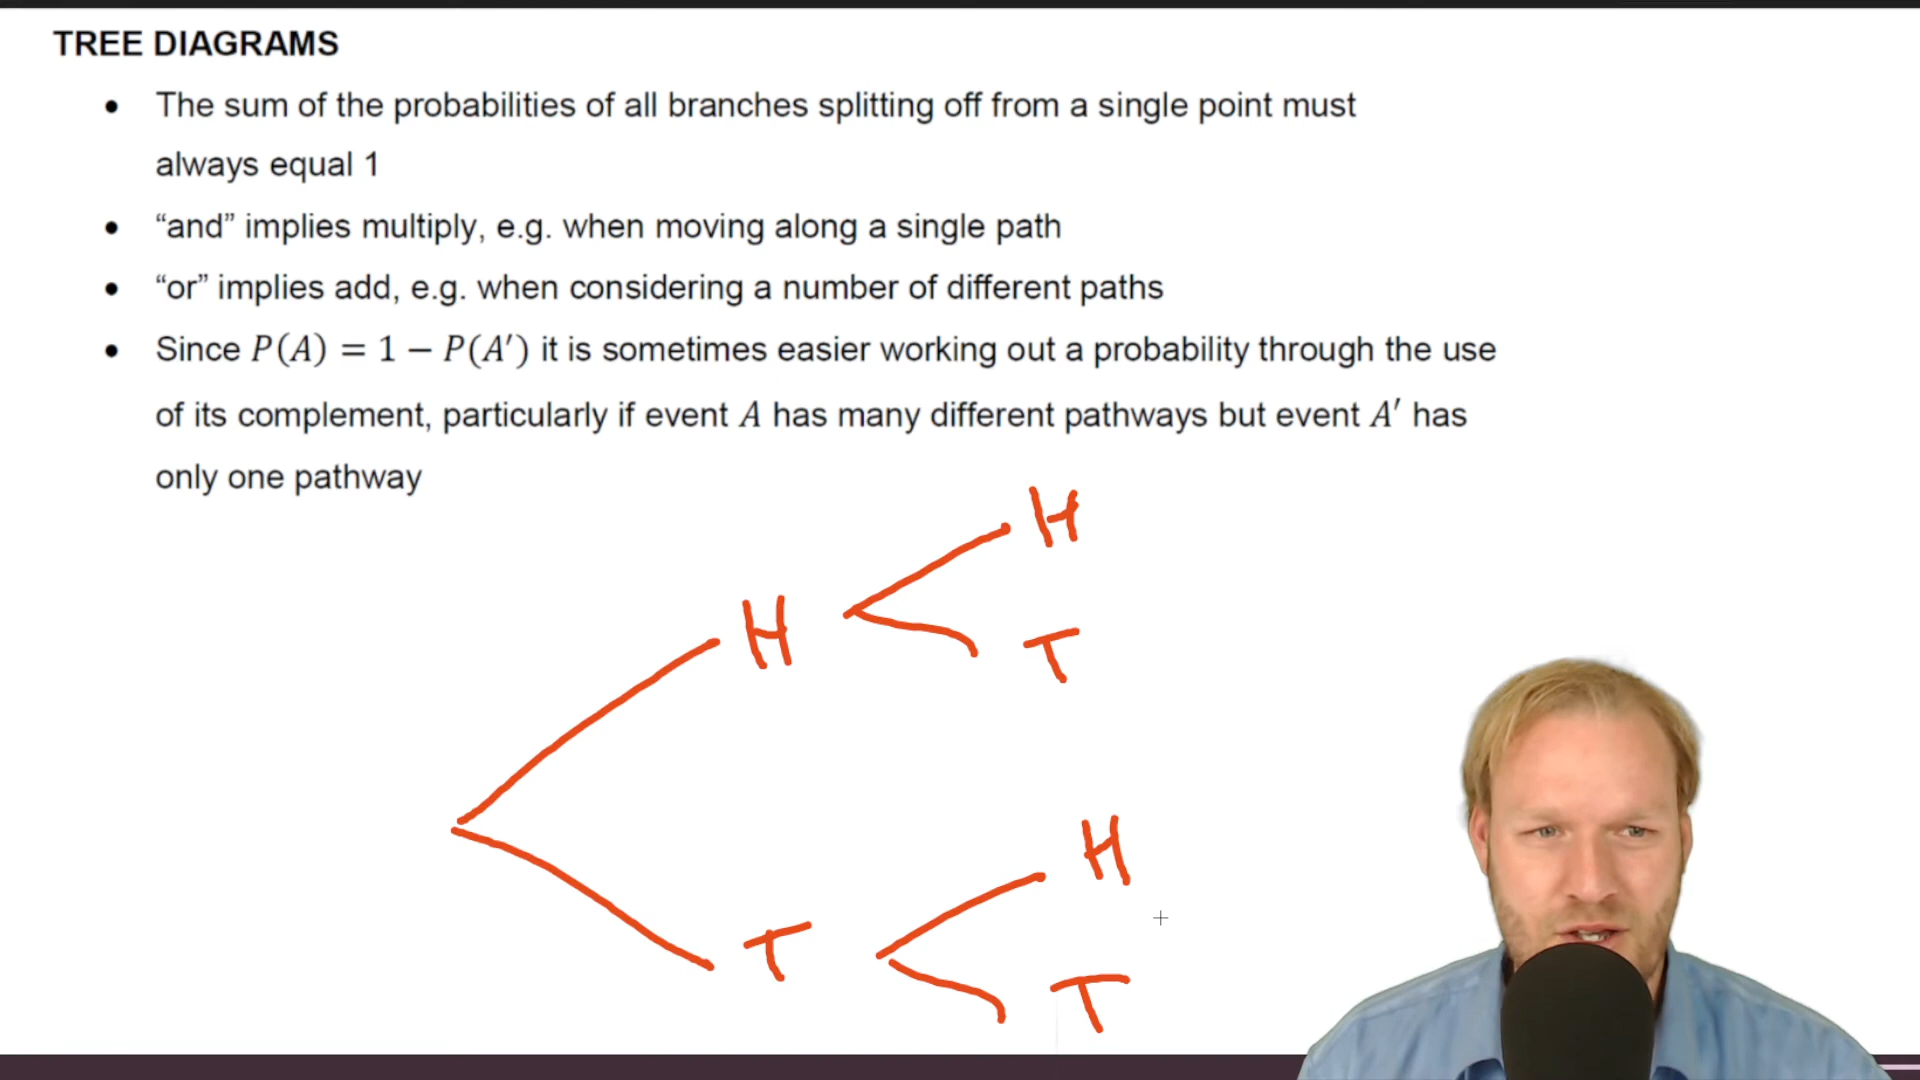 TREE DIAGRAMS
• The sum of the probabilities of all branches splitting off from a single point must
always equal 1
• “and” implies multiply, e.g. when moving along a single path
• “or” implies add, e.g. when considering a number of different paths
• Since P(A) = 1 − P(A′) it is sometimes easier working out a probability through the use
of its complement, particularly if event A has many different pathways but event A′ has
only one pathway
H
H
T
H
T
T